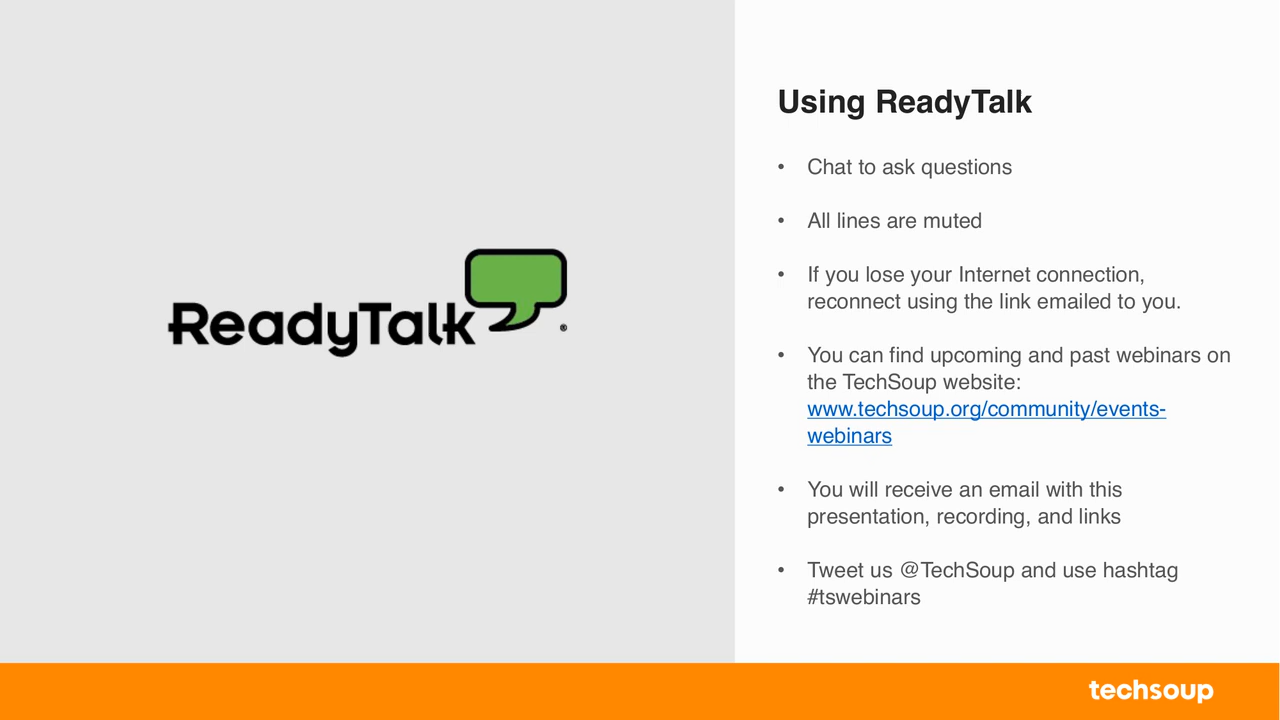 ReadyTalk®
Using ReadyTalk
• Chat to ask questions
• All lines are muted
• If you lose your Internet connection,
reconnect using the link emailed to you.
• You can find upcoming and past webinars on
the TechSoup website:
www.techsoup.org/community/events-
webinars
• You will receive an email with this
presentation, recording, and links
• Tweet us @TechSoup and use hashtag
#tswebinars
techsoup